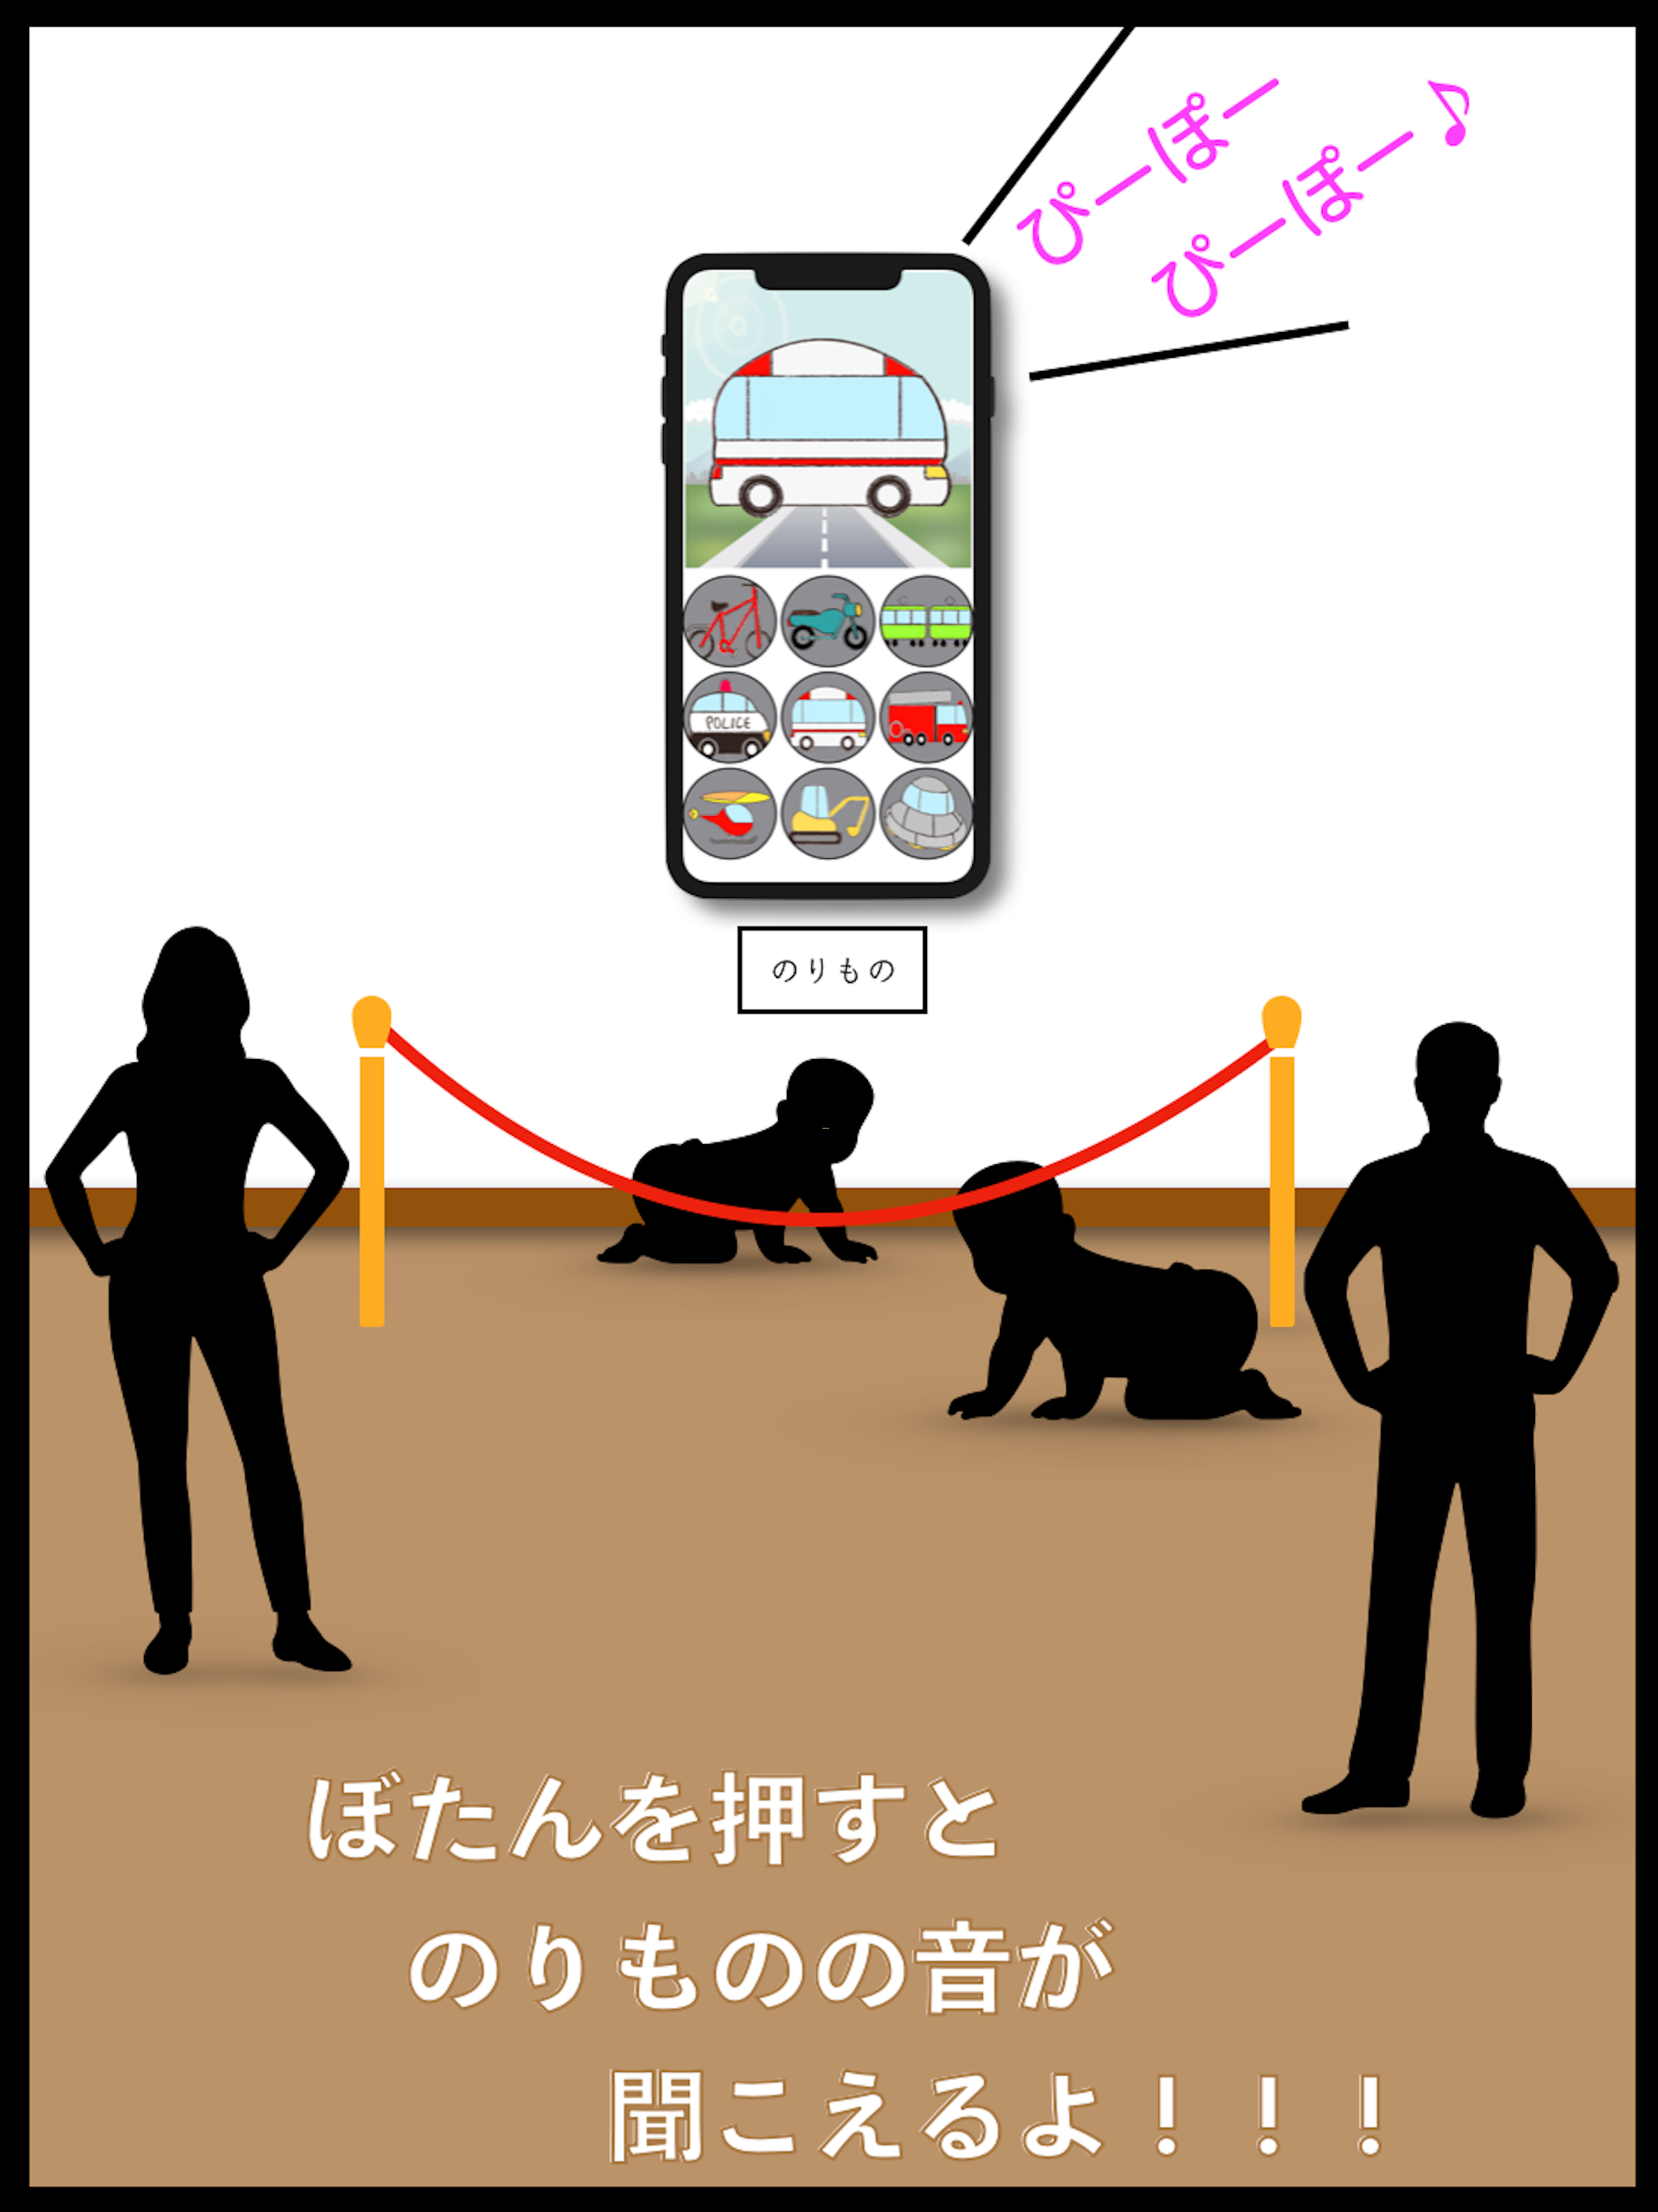 ぴーぽー
ぴーぽー♪
POLICE
のりもの
ぼたんを押すと
のりものの音が
聞こえるよ！！！